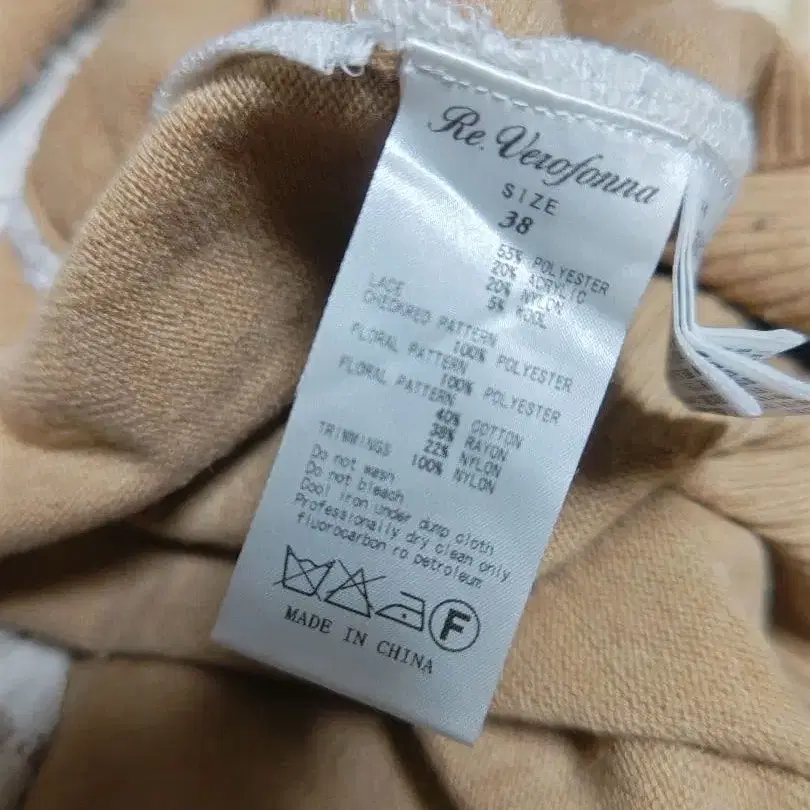 Re. Verofonna
SIZE
38
55% POLYESTER
20% ACRYLIC
20% NYLON
5% WOOL
LACE
CHECKERED PATTERN
100% POLYESTER
FLORAL PATTERN
100% POLYESTER
FLORAL PATTERN
40% COTTON
38% RAYON
22% NYLON
TRIMMINGS 100% NYLON
Do not wash
Do not bleach
Cool iron under dump cloth
Professionally dry clean only
fluorocarbon ro petroleum
F
MADE IN CHINA